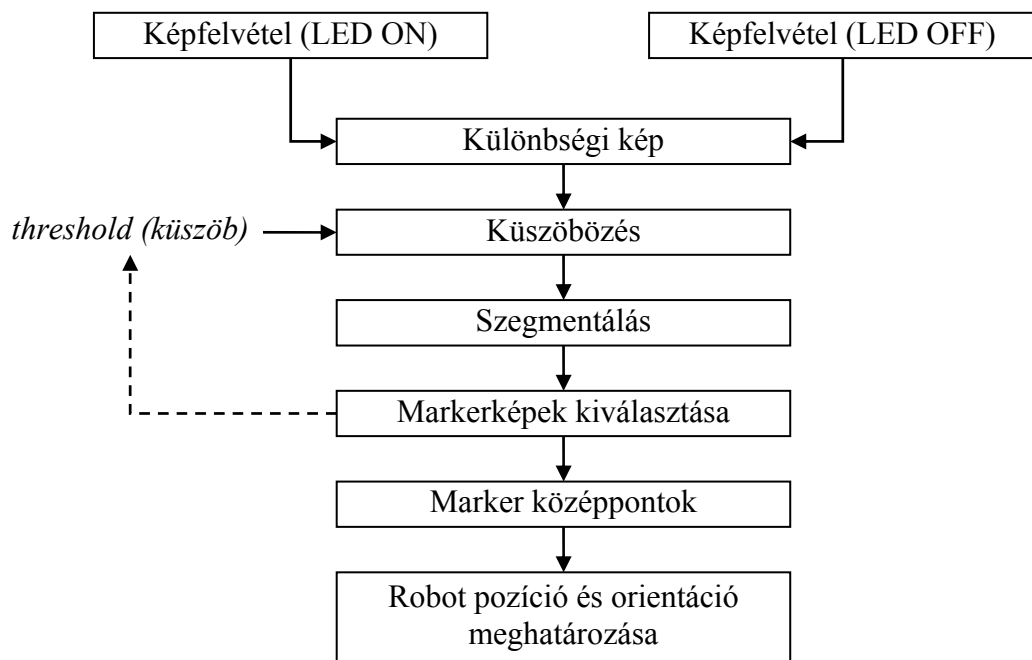 Képfelvétel (LED ON)
Képfelvétel (LED OFF)
Különbségi kép
threshold (küszöb)
Küszöbözés
Szegmentálás
Markerképek kiválasztása
Marker középpontok
Robot pozíció és orientáció
meghatározása